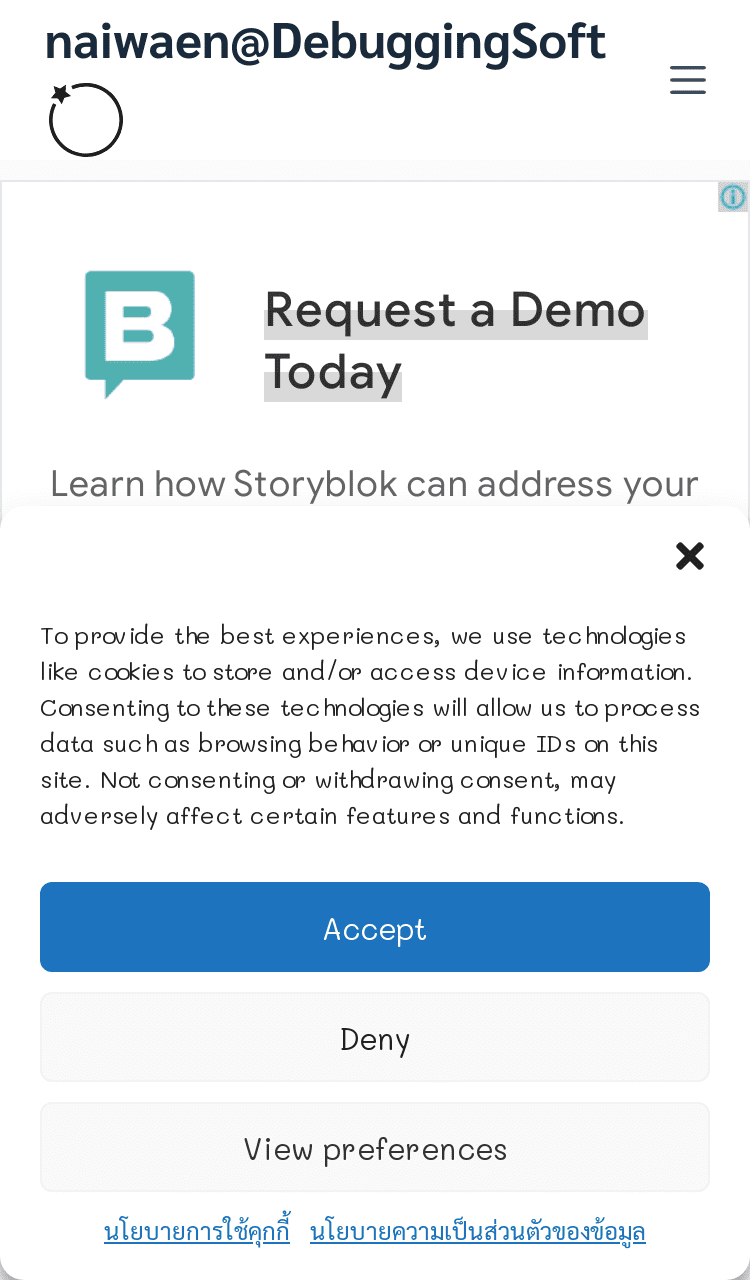 naiwaen@DebuggingSoft
B
Request a Demo
Today
Learn how Storyblok can address your
To provide the best experiences, we use technologies
like cookies to store and/or access device information.
Consenting to these technologies will allow us to process
data such as browsing behavior or unique IDs on this
site. Not consenting or withdrawing consent, may
adversely affect certain features and functions.
Accept
Deny
View preferences
นโยบายการใช้คุกกี้ นโยบายความเป็นส่วนตัวของข้อมูล